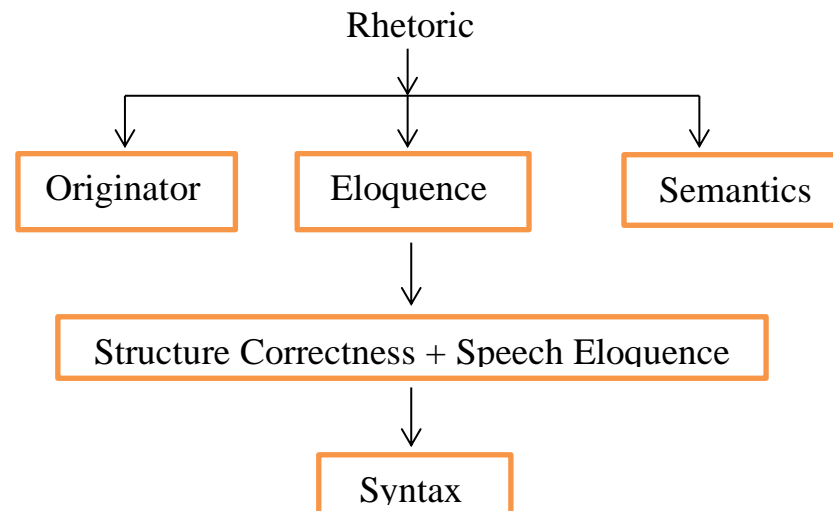 Rhetoric
Originator
Eloquence
Semantics
Structure Correctness + Speech Eloquence
Syntax